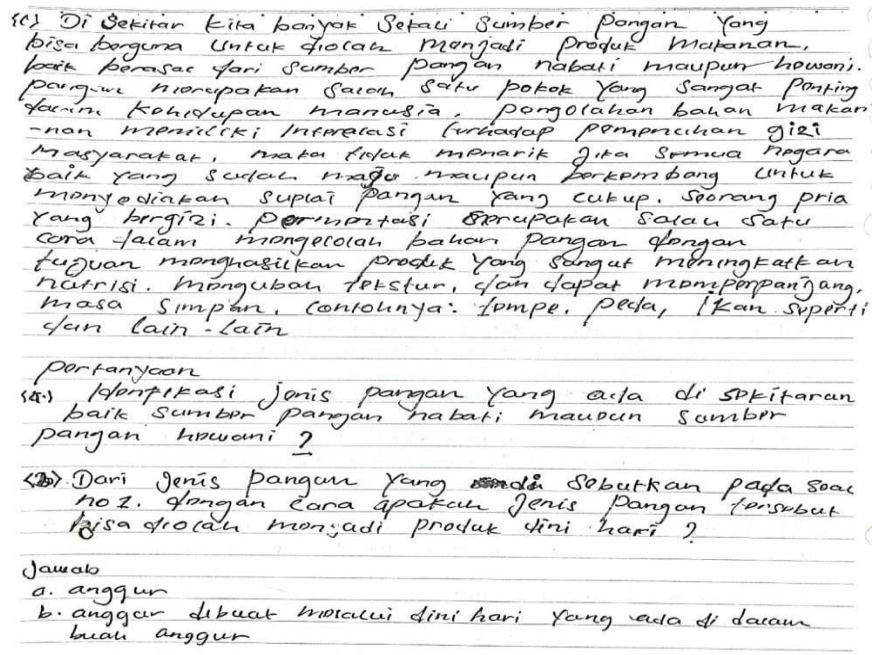 <c> Di Sekitar kita banyak Sekali Sumber Pangan Yang
bisa berguna Untuk diolah Menjadi Produk Makanan,
baik berasal dari Sumber Pangan nabati maupun hewani.
pangan merupakan Salah Satu pokok Yang Sangat Penting
dalam Kehidupan manusia, Pengolahan bahan makan
-nan memiliki Interelasi terhadap pemenuhan gizi
masyarakat, maka tidak menarik Jika Semua negara
baik Yang Sudah maju maupun berkembang Untuk
menyediakan Suplai Pangan Yang cukup. Seorang pria
Yang bergizi. Permentasi Merupakan Salah Satu
cara dalam mengelolah bahan Pangan dengan
tujuan menghasilkan Produk Yang Sangat meningkatkan
nutrisi. mengubah Tekstur, dan dapat memperpanjang,
masa Simpan, Contohnya: tempe, Peda, Ikan Seperti
dan lain-lain
pertanyaan
Identifikasi Jenis pangan Yang ada di Sekitaran
baik Sumber Pangan nabati maupun Sumber
Pangan hewani ?
Dari Jenis Pangan Yang Sebutkan Pada Soal
no 1. dengan Cara apakah Jenis Pangan tersebut
bisa diolah menjadi produk dini hari ?
Jawab
a. anggur
b. anggur dibuat melalui dini hari Yang ada di dalam
buah anggur